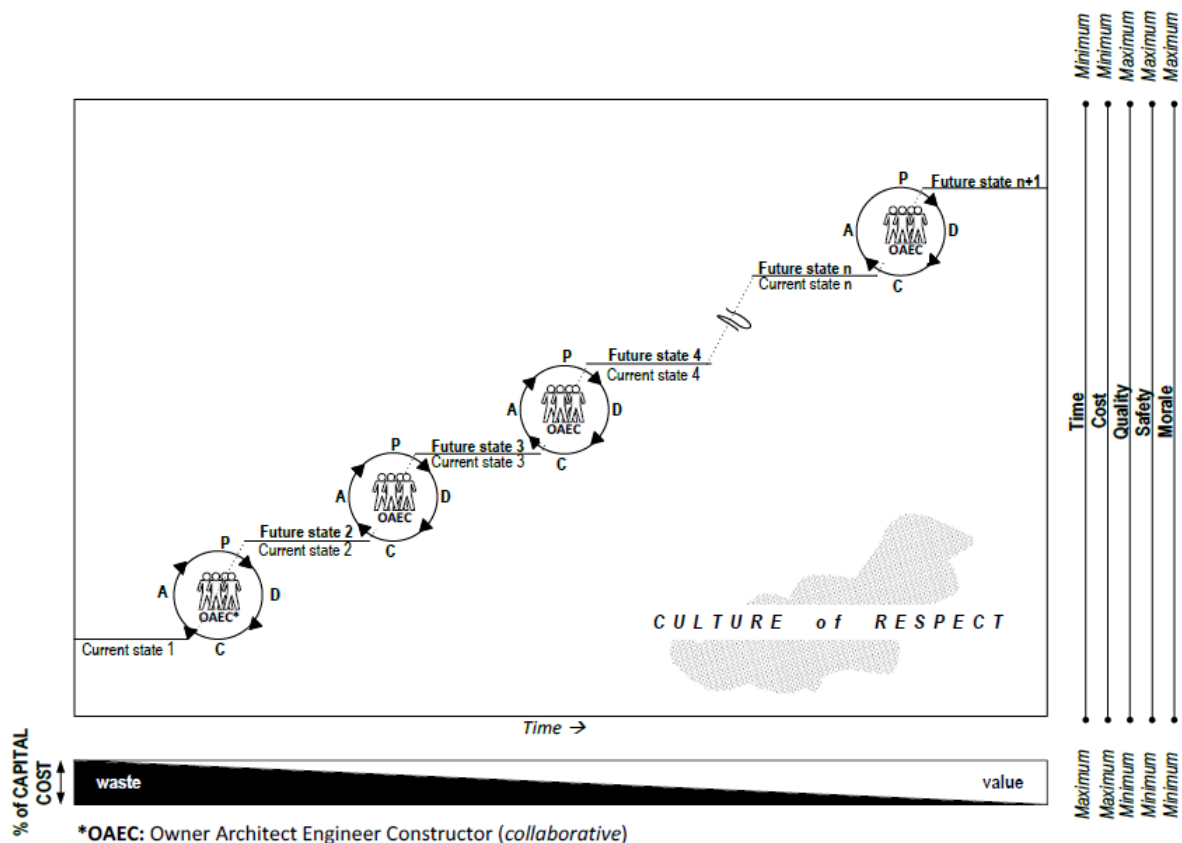 Minimum
Minimum
Maximum
Maximum
Maximum
P
Future state n+1
A
D
OAEC
C
Future state n
Current state n
P
Future state 4
Current state 4
A
D
OAEC
C
P
Future state 3
Current state 3
A
D
OAEC
C
P
Future state 2
Current state 2
A
D
OAEC*
C
Current state 1
CULTURE of RESPECT
Time
Cost
Quality
Safety
Morale
Time →
% of CAPITAL
COST
waste
value
Maximum
Maximum
Minimum
Minimum
Minimum
*OAEC: Owner Architect Engineer Constructor (collaborative)